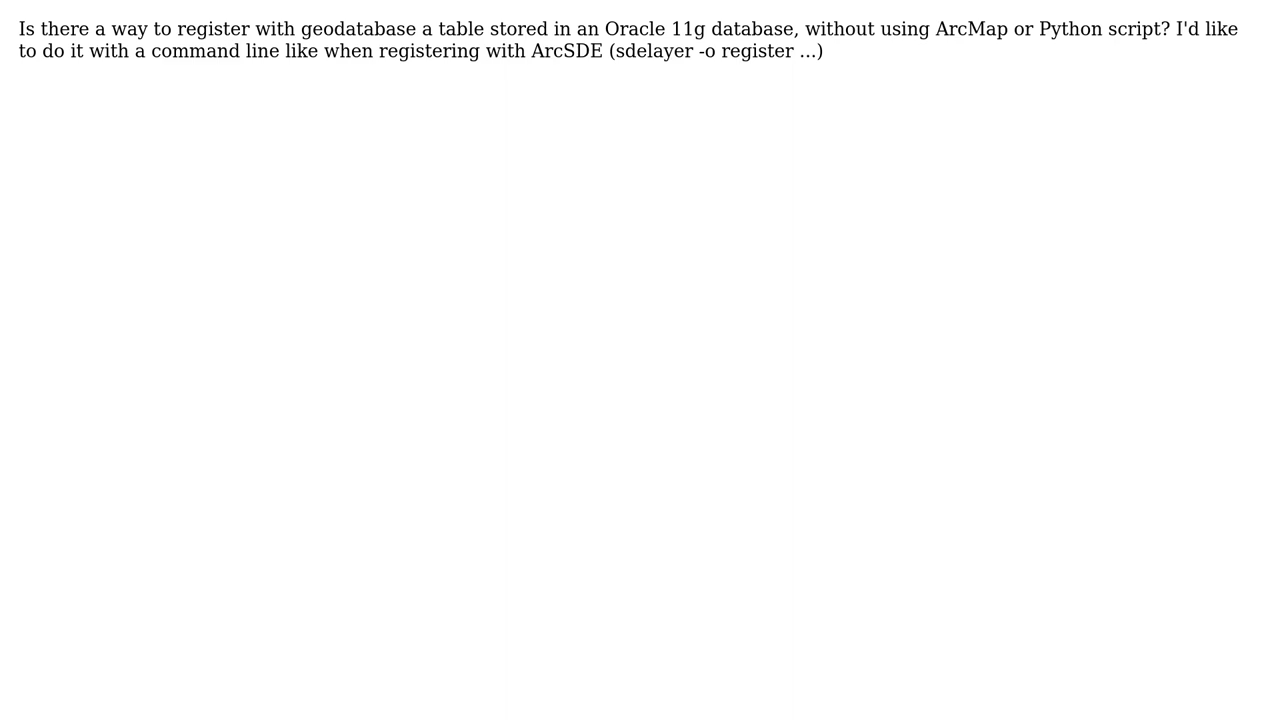 Is there a way to register with geodatabase a table stored in an Oracle 11g database, without using ArcMap or Python script? I'd like
to do it with a command line like when registering with ArcSDE (sdelayer -o register ...)